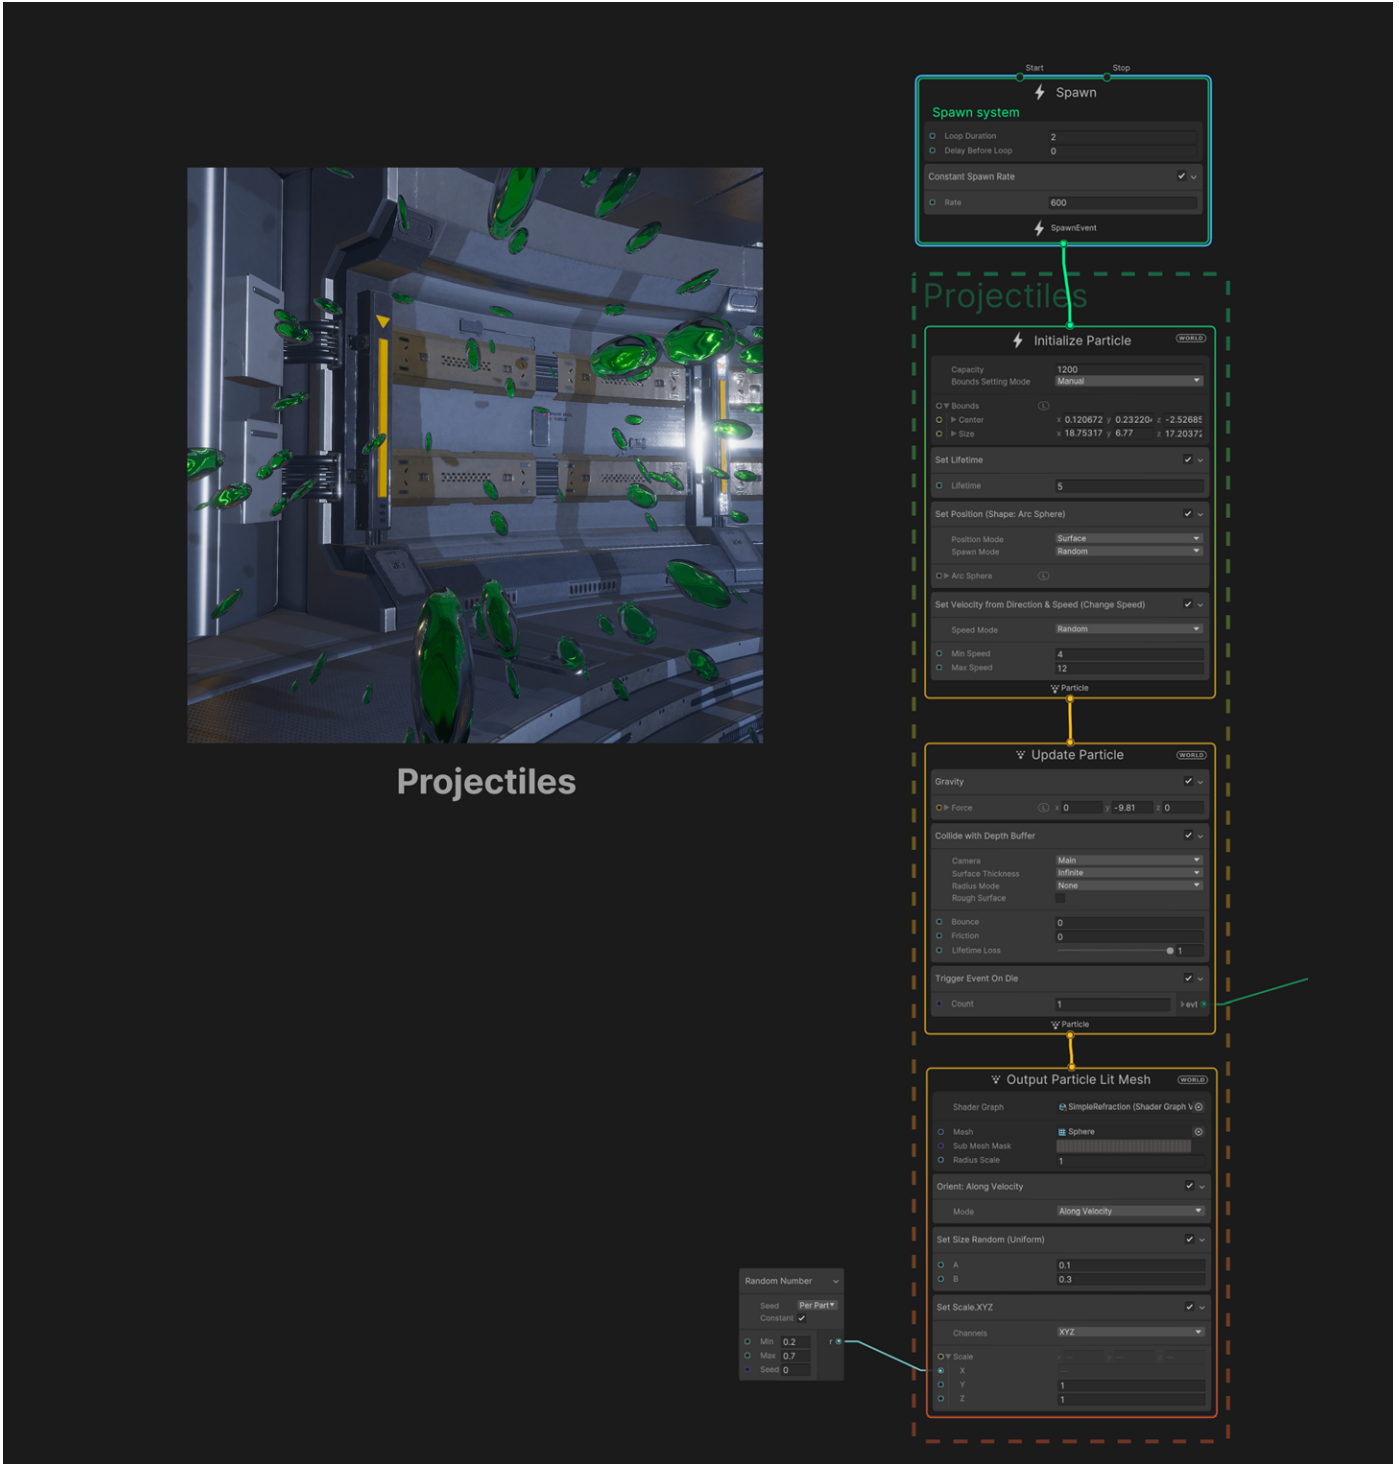 Start Stop
Spawn
Spawn system
Loop Duration 2
Delay Before Loop 0
Constant Spawn Rate
Rate 600
SpawnEvent
Projectiles
Initialize Particle WORLD
Capacity 1200
Bounds Setting Mode Manual
Bounds L
Center x 0.120672 y 0.23220 z -2.52685
Size x 18.75317 y 6.77 z 17.20372
Set Lifetime
Lifetime 5
Set Position (Shape: Arc Sphere)
Position Mode Surface
Spawn Mode Random
Arc Sphere L
Set Velocity from Direction & Speed (Change Speed)
Speed Mode Random
Min Speed 4
Max Speed 12
Particle
Projectiles
Update Particle WORLD
Gravity
Force L x 0 y -9.81 z 0
Collide with Depth Buffer
Camera Main
Surface Thickness Infinite
Radius Mode None
Rough Surface
Bounce 0
Friction 0
Lifetime Loss 1
Trigger Event On Die
Count 1 evt
Particle
Output Particle Lit Mesh WORLD
Shader Graph SimpleRefraction (Shader Graph V
Mesh Sphere
Sub Mesh Mask
Radius Scale 1
Orient: Along Velocity
Mode Along Velocity
Set Size Random (Uniform)
A 0.1
B 0.3
Set Scale.XYZ
Channels XYZ
Scale
X
Y 1
Z 1
Random Number
Seed Per Part
Constant
Min 0.2 r
Max 0.7
Seed 0